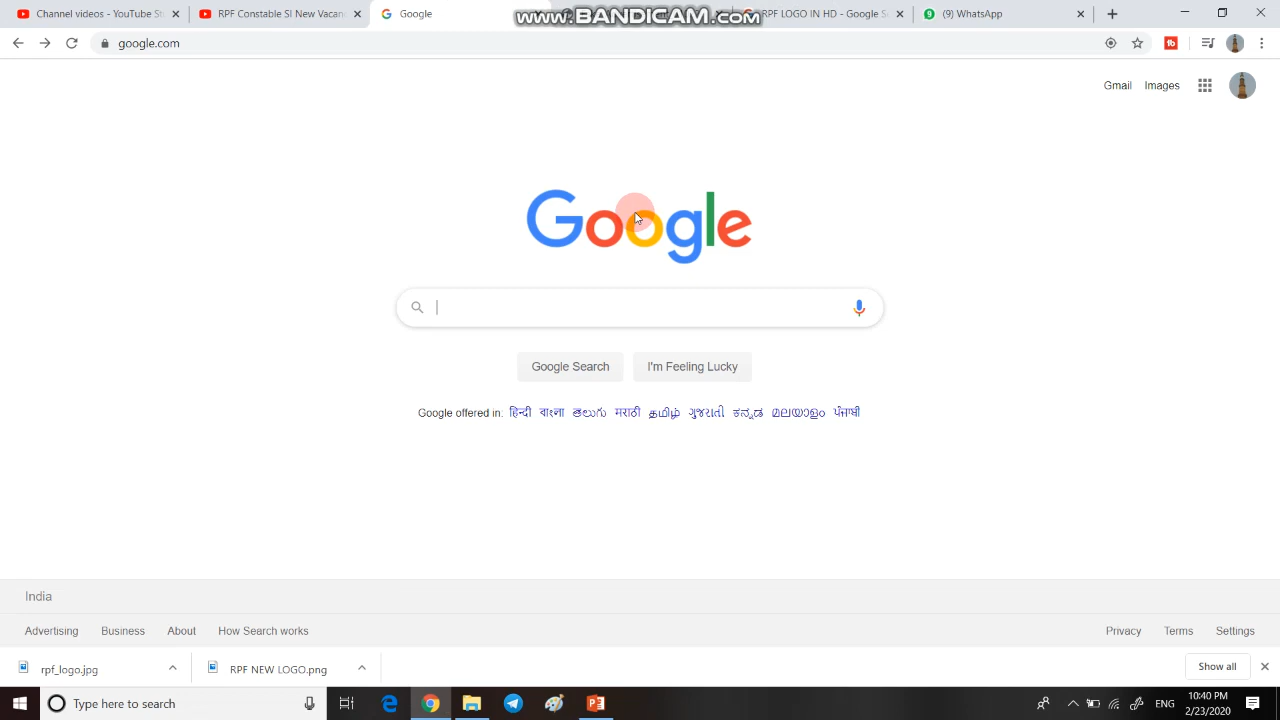 Channel videos - YouTube St
RPF Constable SI New Vacan
Google
www.BANDICAM.com
RPF LOGO IN HD - Google Se
9 (9) WhatsApp
google.com
Gmail Images
Google
Google Search I'm Feeling Lucky
Google offered in: हिन्दी বাংলা తెలుగు मराठी தமிழ் ગુજરાતી ಕನ್ನಡ മലയാളം ਪੰਜਾਬੀ
India
Advertising Business About How Search works Privacy Terms Settings
rpf_logo.jpg RPF NEW LOGO.png Show all
Type here to search
ENG
10:40 PM
2/23/2020